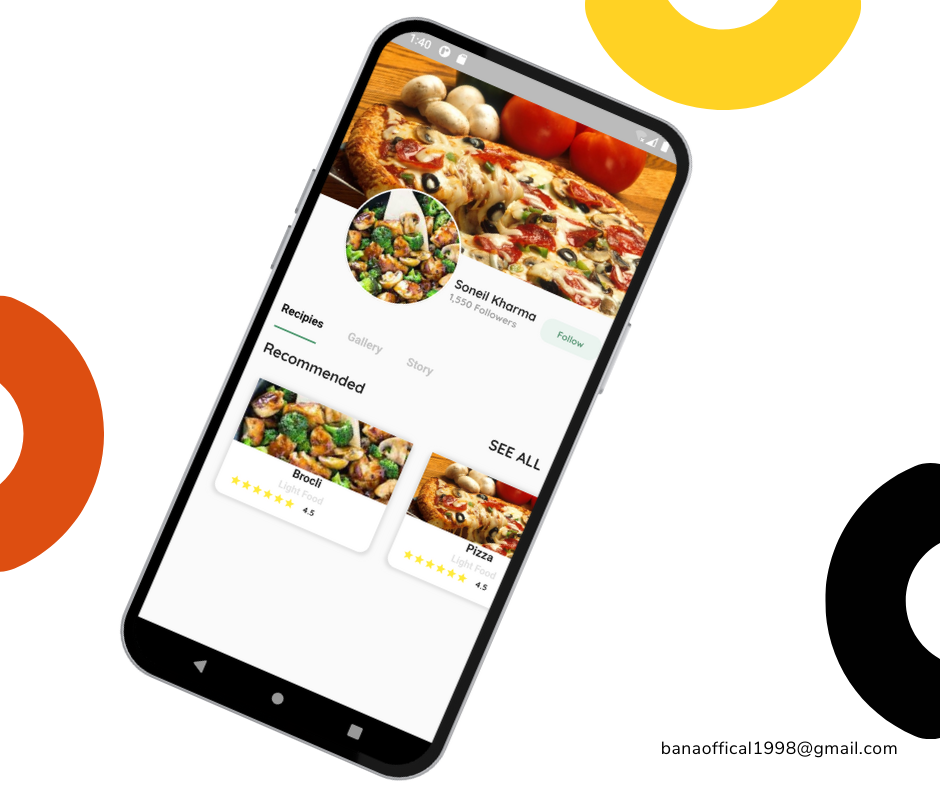 1:40
Soneil Kharma
1,550 Followers
Follow
Recipies
Gallery
Story
Recommended
SEE ALL
Brocli
Light Food
4.5
Pizza
Light Food
4.5
banaoffical1998@gmail.com